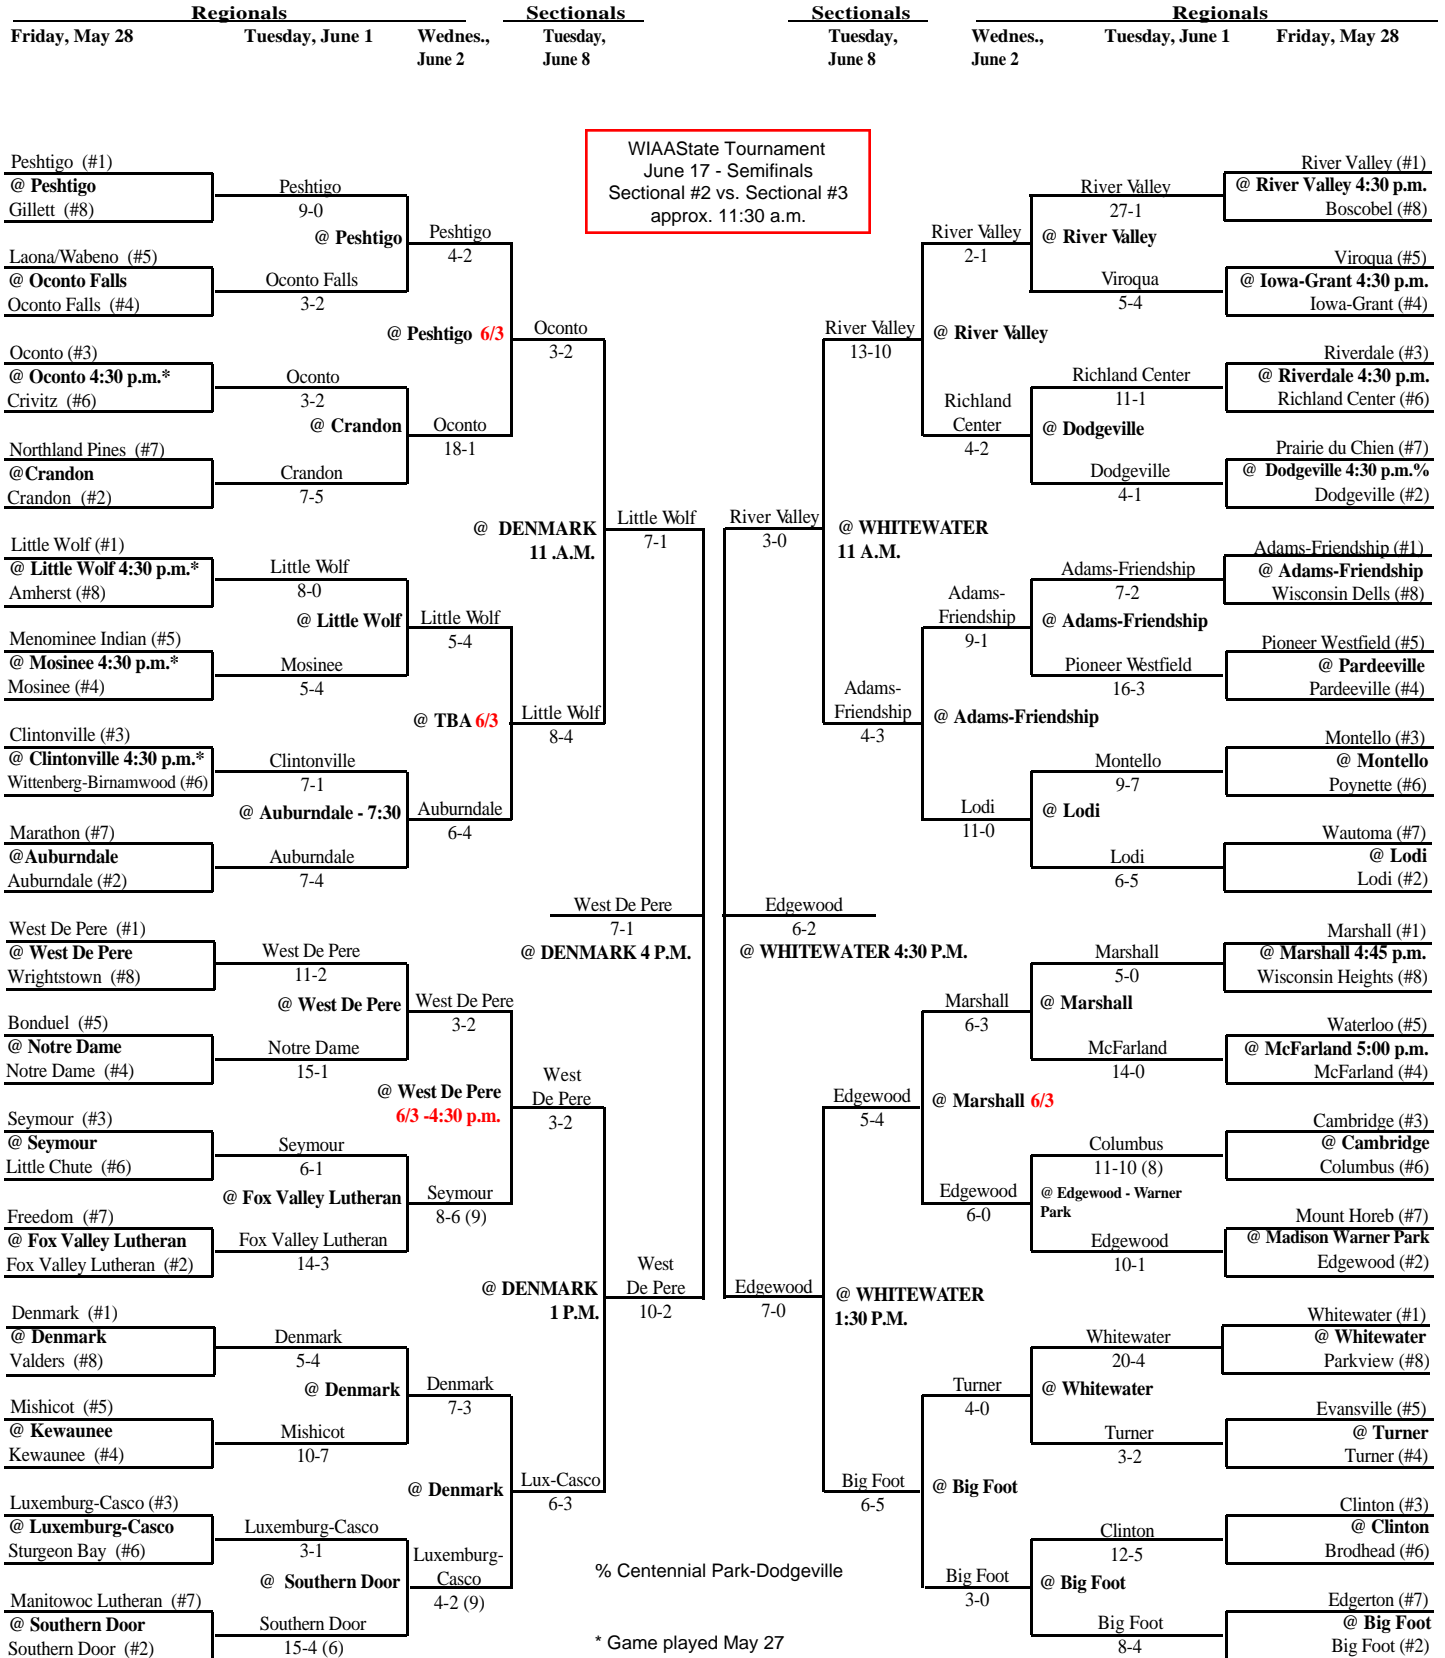 Regionals Sectionals Sectionals Regionals
Friday, May 28 Tuesday, June 1 Wednes., Tuesday, Tuesday, Wednes., Tuesday, June 1 Friday, May 28
June 2 June 8 June 8 June 2
WIAAState Tournament
June 17 - Semifinals
Sectional #2 vs. Sectional #3
approx. 11:30 a.m.
Peshtigo (#1)
@ Peshtigo
Gillett (#8)
Laona/Wabeno (#5)
@ Oconto Falls
Oconto Falls (#4)
Oconto (#3)
@ Oconto 4:30 p.m.*
Crivitz (#6)
Northland Pines (#7)
@Crandon
Crandon (#2)
Little Wolf (#1)
@ Little Wolf 4:30 p.m.*
Amherst (#8)
Menominee Indian (#5)
@ Mosinee 4:30 p.m.*
Mosinee (#4)
Clintonville (#3)
@ Clintonville 4:30 p.m.*
Wittenberg-Birnamwood (#6)
Marathon (#7)
@Auburndale
Auburndale (#2)
West De Pere (#1)
@ West De Pere
Wrightstown (#8)
Bonduel (#5)
@ Notre Dame
Notre Dame (#4)
Seymour (#3)
@ Seymour
Little Chute (#6)
Freedom (#7)
@ Fox Valley Lutheran
Fox Valley Lutheran (#2)
Denmark (#1)
@ Denmark
Valders (#8)
Mishicot (#5)
@ Kewaunee
Kewaunee (#4)
Luxemburg-Casco (#3)
@ Luxemburg-Casco
Sturgeon Bay (#6)
Manitowoc Lutheran (#7)
@ Southern Door
Southern Door (#2)
Peshtigo
9-0
@ Peshtigo
Oconto Falls
3-2
Oconto
3-2
@ Crandon
Crandon
7-5
Little Wolf
8-0
@ Little Wolf
Mosinee
5-4
Clintonville
7-1
@ Auburndale - 7:30
Auburndale
7-4
West De Pere
11-2
@ West De Pere
Notre Dame
15-1
Seymour
6-1
@ Fox Valley Lutheran
Fox Valley Lutheran
14-3
Denmark
5-4
@ Denmark
Mishicot
10-7
Luxemburg-Casco
3-1
@ Southern Door
Southern Door
15-4 (6)
Peshtigo
4-2
@ Peshtigo 6/3
Oconto
18-1
Little Wolf
5-4
@ TBA 6/3
Auburndale
6-4
West De Pere
3-2
@ West De Pere
6/3 -4:30 p.m.
Seymour
8-6 (9)
Denmark
7-3
@ Denmark
Luxemburg-
Casco
4-2 (9)
Oconto
3-2
@ DENMARK
11 .A.M.
Little Wolf
8-4
West
De Pere
3-2
@ DENMARK
1 P.M.
Lux-Casco
6-3
Little Wolf
7-1
West De Pere
7-1
@ DENMARK 4 P.M.
West
De Pere
10-2
River Valley
3-0
Edgewood
6-2
@ WHITEWATER 4:30 P.M.
Edgewood
7-0
River Valley
13-10
@ WHITEWATER
11 A.M.
Adams-
Friendship
4-3
Edgewood
5-4
@ WHITEWATER
1:30 P.M.
Big Foot
6-5
River Valley
2-1
@ River Valley
Richland
Center
4-2
Adams-
Friendship
9-1
@ Adams-Friendship
Lodi
11-0
Marshall
6-3
@ Marshall 6/3
Edgewood
6-0
Turner
4-0
@ Big Foot
Big Foot
3-0
River Valley
27-1
@ River Valley
Viroqua
5-4
Richland Center
11-1
@ Dodgeville
Dodgeville
4-1
Adams-Friendship
7-2
@ Adams-Friendship
Pioneer Westfield
16-3
Montello
9-7
@ Lodi
Lodi
6-5
Marshall
5-0
@ Marshall
McFarland
14-0
Columbus
11-10 (8)
@ Edgewood - Warner
Park
Edgewood
10-1
Whitewater
20-4
@ Whitewater
Turner
3-2
Clinton
12-5
@ Big Foot
Big Foot
8-4
River Valley (#1)
@ River Valley 4:30 p.m.
Boscobel (#8)
Viroqua (#5)
@ Iowa-Grant 4:30 p.m.
Iowa-Grant (#4)
Riverdale (#3)
@ Riverdale 4:30 p.m.
Richland Center (#6)
Prairie du Chien (#7)
@ Dodgeville 4:30 p.m.%
Dodgeville (#2)
Adams-Friendship (#1)
@ Adams-Friendship
Wisconsin Dells (#8)
Pioneer Westfield (#5)
@ Pardeeville
Pardeeville (#4)
Montello (#3)
@ Montello
Poynette (#6)
Wautoma (#7)
@ Lodi
Lodi (#2)
Marshall (#1)
@ Marshall 4:45 p.m.
Wisconsin Heights (#8)
Waterloo (#5)
@ McFarland 5:00 p.m.
McFarland (#4)
Cambridge (#3)
@ Cambridge
Columbus (#6)
Mount Horeb (#7)
@ Madison Warner Park
Edgewood (#2)
Whitewater (#1)
@ Whitewater
Parkview (#8)
Evansville (#5)
@ Turner
Turner (#4)
Clinton (#3)
@ Clinton
Brodhead (#6)
Edgerton (#7)
@ Big Foot
Big Foot (#2)
% Centennial Park-Dodgeville
* Game played May 27